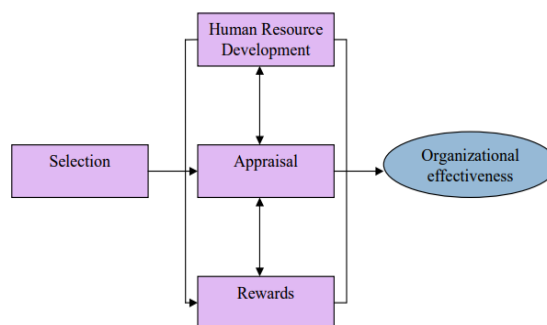 Human Resource
Development
Selection
Appraisal
Organizational
effectiveness
Rewards